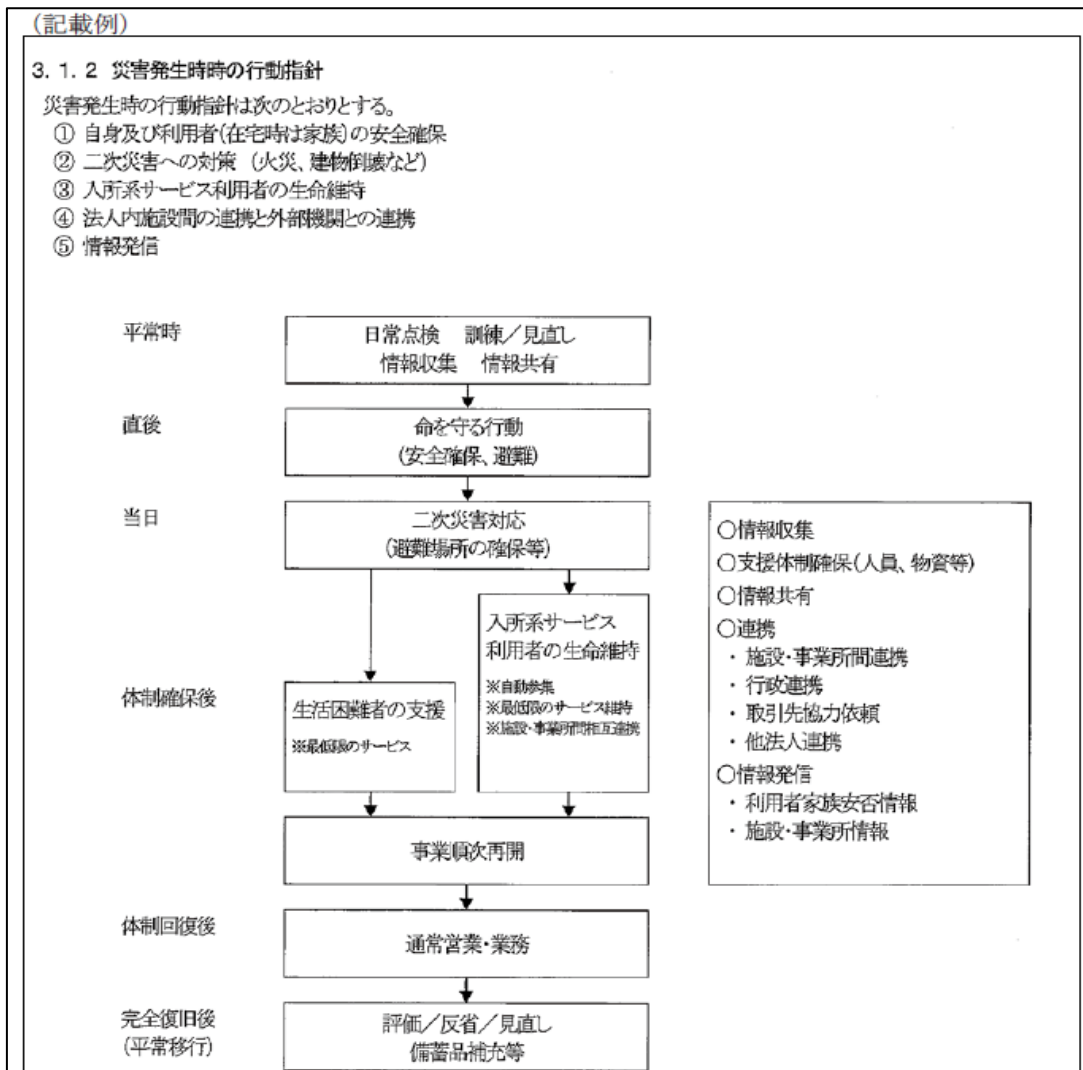 (記載例)
3.1.2 災害発生時時の行動指針
災害発生時の行動指針は次のとおりとする。
① 自身及び利用者(在宅時は家族)の安全確保
② 二次災害への対策 (火災、建物倒壊など)
③ 入所系サービス利用者の生命維持
④ 法人内施設間の連携と外部機関との連携
⑤ 情報発信
平常時
日常点検 訓練/見直し
情報収集 情報共有
直後
命を守る行動
(安全確保、避難)
当日
二次災害対応
(避難場所の確保等)
入所系サービス
利用者の生命維持
※自動参集
※最低限のサービス維持
※施設・事業所間相互連携
体制確保後
生活困難者の支援
※最低限のサービス
事業順次再開
体制回復後
通常営業・業務
完全復旧後
(平常移行)
評価/反省/見直し
備蓄品補充等
○情報収集
○支援体制確保(人員、物資等)
○情報共有
○連携
・ 施設・事業所間連携
・ 行政連携
・ 取引先協力依頼
・ 他法人連携
○情報発信
・ 利用者家族安否情報
・ 施設・事業所情報